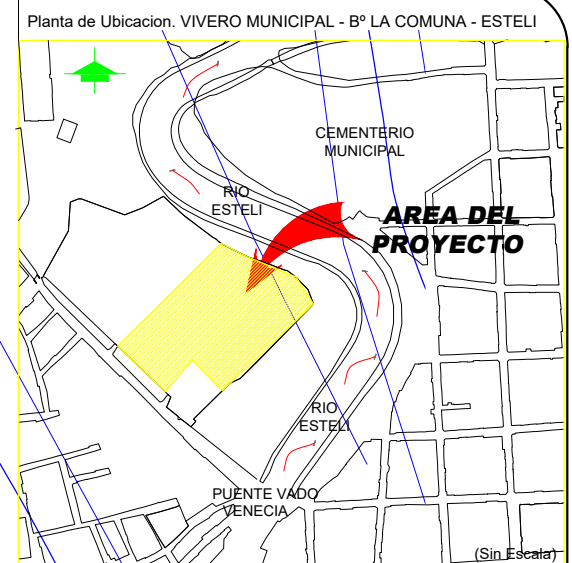 Planta de Ubicacion. VIVERO MUNICIPAL - Bº LA COMUNA - ESTELI
CEMENTERIO
MUNICIPAL
RIO
ESTELI
AREA DEL
PROYECTO
RIO
ESTELI
PUENTE VADO
VENECIA
(Sin Escala)